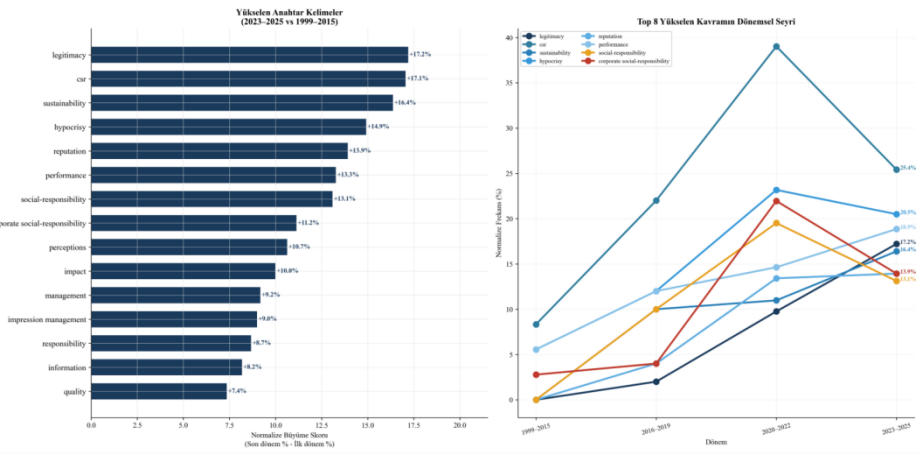 Yükselen Anahtar Kelimeler
(2023–2025 vs 1999–2015)
legitimacy
+17.2%
csr
+17.1%
sustainability
+16.4%
hypocrisy
+14.9%
reputation
+13.9%
performance
+13.3%
social-responsibility
+13.1%
porate social-responsibility
+11.2%
perceptions
+10.7%
impact
+10.0%
management
+9.2%
impression management
+9.0%
responsibility
+8.7%
information
+8.2%
quality
+7.4%
0.0 2.5 5.0 7.5 10.0 12.5 15.0 17.5 20.0
Normalize Büyüme Skoru
(Son dönem % - İlk dönem %)
Top 8 Yükselen Kavramın Dönemsel Seyri
legitimacy
csr
sustainability
hypocrisy
reputation
performance
social-responsibility
corporate social-responsibility
Normalize Frekans (%)
40
35
30
25
20
15
10
5
0
25.4%
20.5%
18.9%
17.2%
16.4%
13.9%
13.1%
1999–2015 2016–2019 2020–2022 2023–2025
Dönem